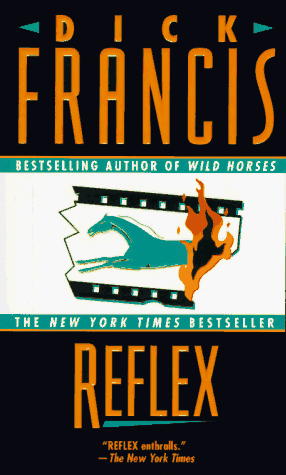 DICK
FRANCIS
BESTSELLING AUTHOR OF WILD HORSES
THE NEW YORK TIMES BESTSELLER
REFLEX
"REFLEX enthralls."
—The New York Times